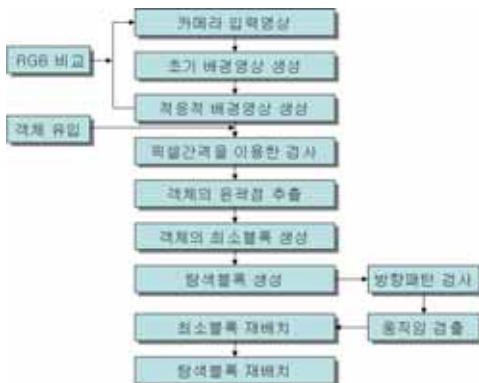 카메라 입력영상
RGB 비교
초기 배경영상 생성
적응적 배경영상 생성
객체 유입
픽셀간격을 이용한 검사
객체의 윤곽점 추출
객체의 최소블록 생성
탐색블록 생성
방향패턴 검사
최소블록 재배치
움직임 검출
탐색블록 재배치